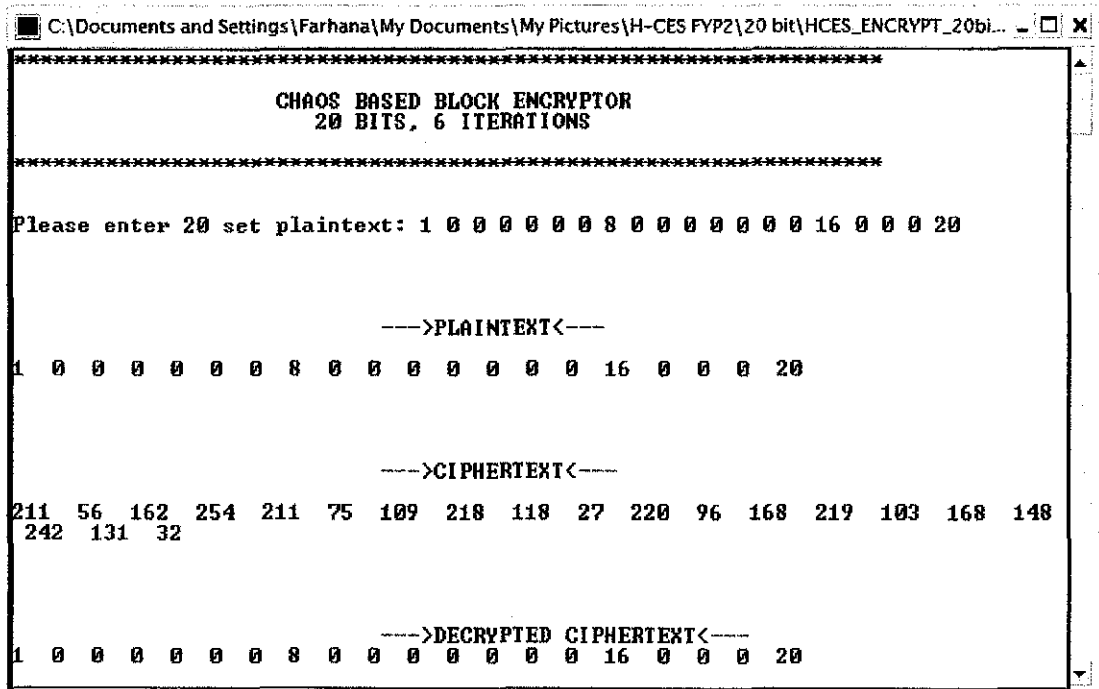 C:\Documents and Settings\Farhana\My Documents\My Pictures\H-CES FYP2\20 bit\HCES_ENCRYPT_20bi...
CHAOS BASED BLOCK ENCRYPTOR
20 BITS, 6 ITERATIONS
Please enter 20 set plaintext: 1 0 0 0 0 0 0 8 0 0 0 0 0 0 0 16 0 0 0 20
--->PLAINTEXT<---
1 0 0 0 0 0 0 8 0 0 0 0 0 0 0 16 0 0 0 20
--->CIPHERTEXT<---
211 56 162 254 211 75 109 218 118 27 220 96 168 219 103 168 148
242 131 32
--->DECRYPTED CIPHERTEXT<---
1 0 0 0 0 0 0 8 0 0 0 0 0 0 0 16 0 0 0 20